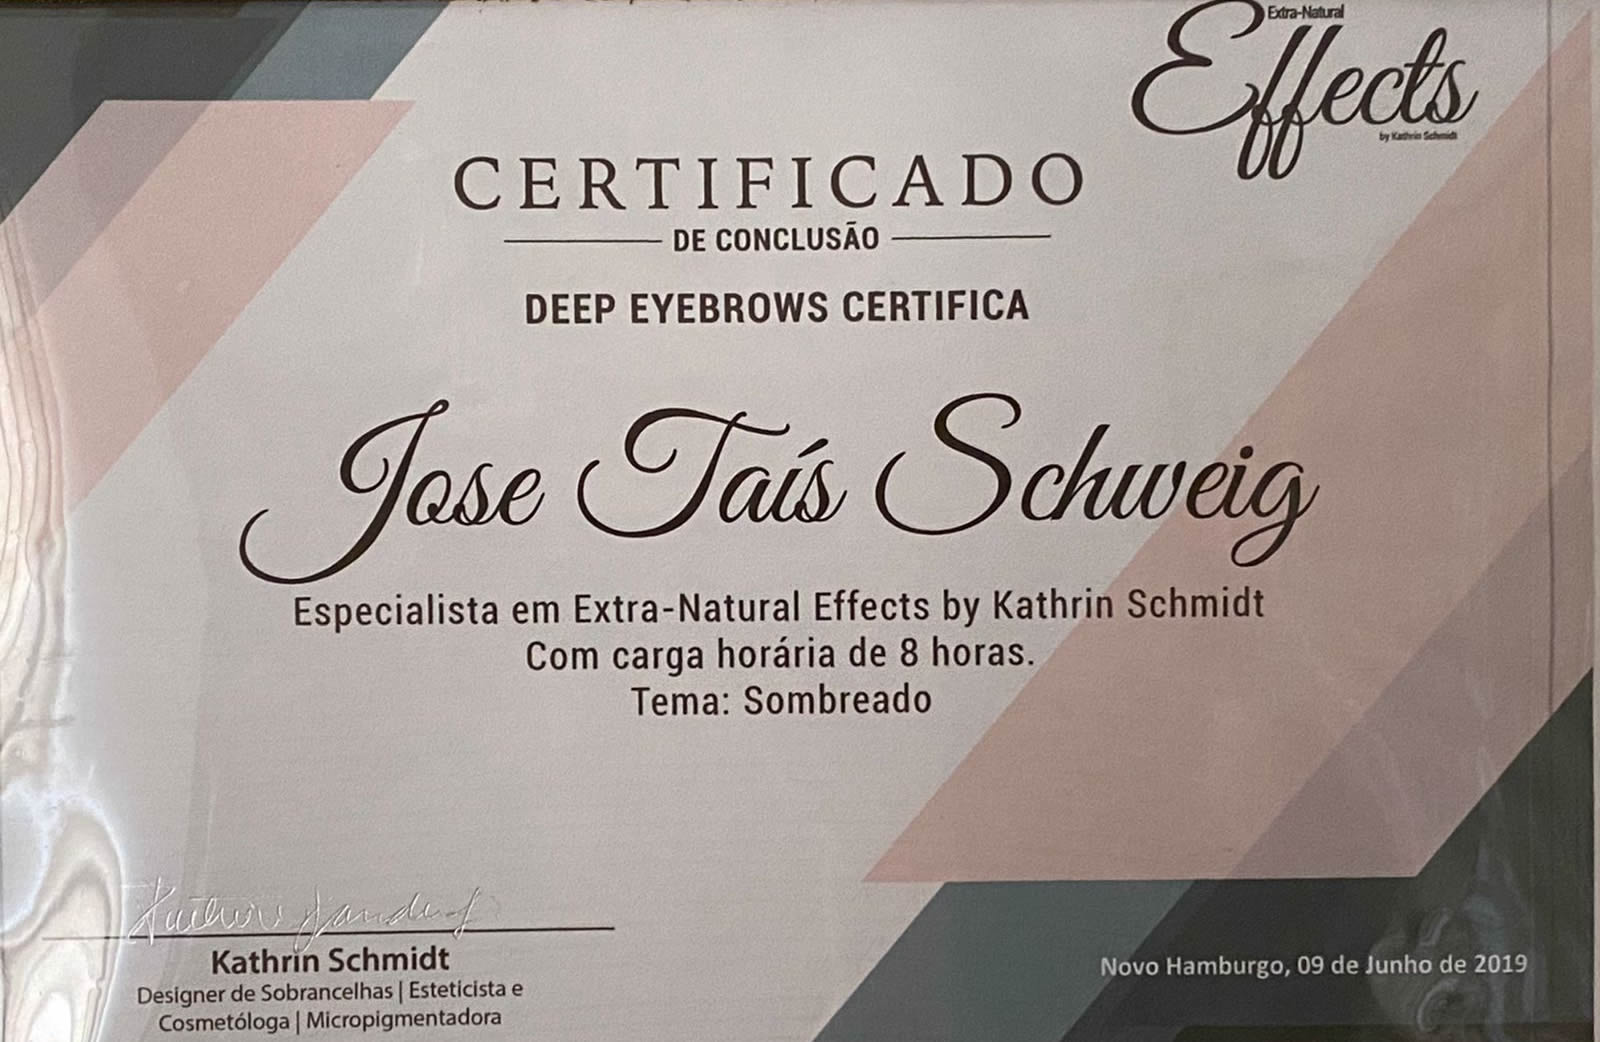 Extra-Natural
Effects
by Kathrin Schmidt
CERTIFICADO
DE CONCLUSÃO
DEEP EYEBROWS CERTIFICA
Jose Taís Schweig
Especialista em Extra-Natural Effects by Kathrin Schmidt
Com carga horária de 8 horas.
Tema: Sombreado
Kathrin Schmidt
Designer de Sobrancelhas | Esteticista e
Cosmetóloga | Micropigmentadora
Novo Hamburgo, 09 de Junho de 2019